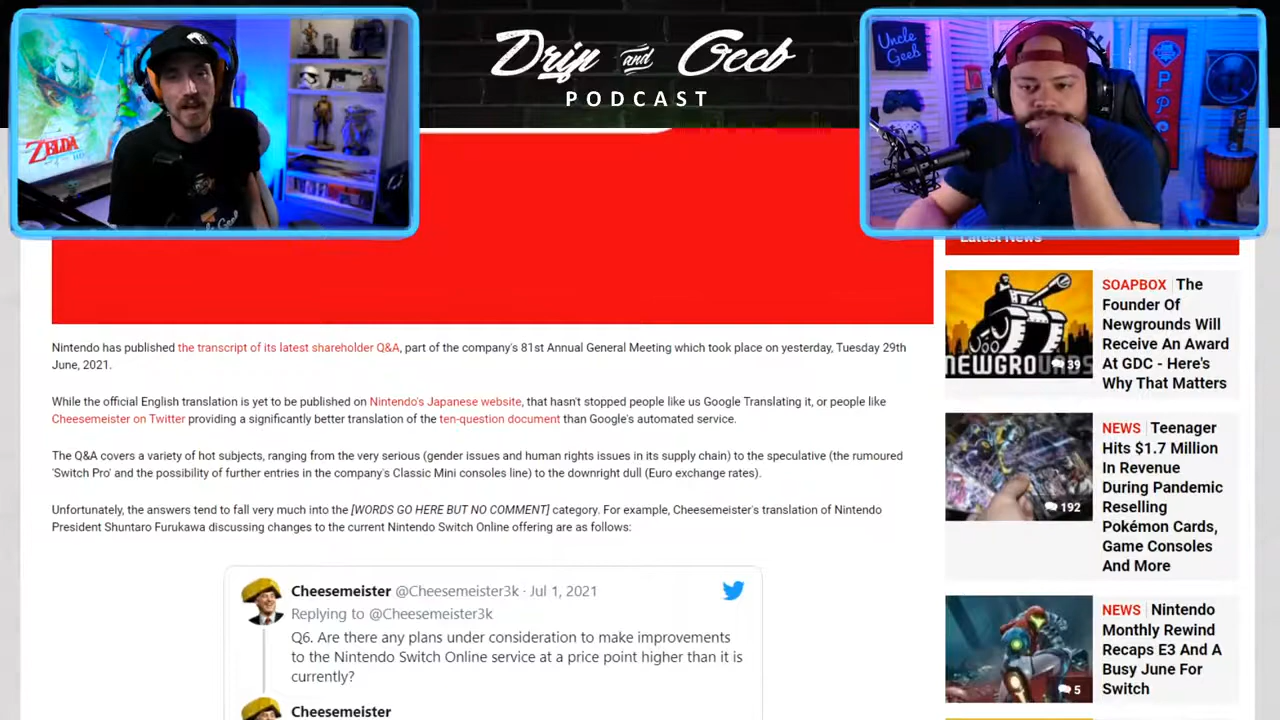 Drip and Geeb
PODCAST
ZELDA
Uncle
Geeb
P
P
Latest News
Nintendo has published the transcript of its latest shareholder Q&A, part of the company's 81st Annual General Meeting which took place on yesterday, Tuesday 29th
June, 2021.
While the official English translation is yet to be published on Nintendo's Japanese website, that hasn't stopped people like us Google Translating it, or people like
Cheesemeister on Twitter providing a significantly better translation of the ten-question document than Google's automated service.
The Q&A covers a variety of hot subjects, ranging from the very serious (gender issues and human rights issues in its supply chain) to the speculative (the rumoured
'Switch Pro' and the possibility of further entries in the company's Classic Mini consoles line) to the downright dull (Euro exchange rates).
Unfortunately, the answers tend to fall very much into the [WORDS GO HERE BUT NO COMMENT] category. For example, Cheesemeister's translation of Nintendo
President Shuntaro Furukawa discussing changes to the current Nintendo Switch Online offering are as follows:
Cheesemeister @Cheesemeister3k · Jul 1, 2021
Replying to @Cheesemeister3k
Q6. Are there any plans under consideration to make improvements
to the Nintendo Switch Online service at a price point higher than it is
currently?
Cheesemeister
SOAPBOX The
Founder Of
Newgrounds Will
Receive An Award
At GDC - Here's
Why That Matters
NEWGROUNDS
39
NEWS Teenager
Hits $1.7 Million
In Revenue
During Pandemic
Reselling
Pokémon Cards,
Game Consoles
And More
192
NEWS Nintendo
Monthly Rewind
Recaps E3 And A
Busy June For
Switch
5